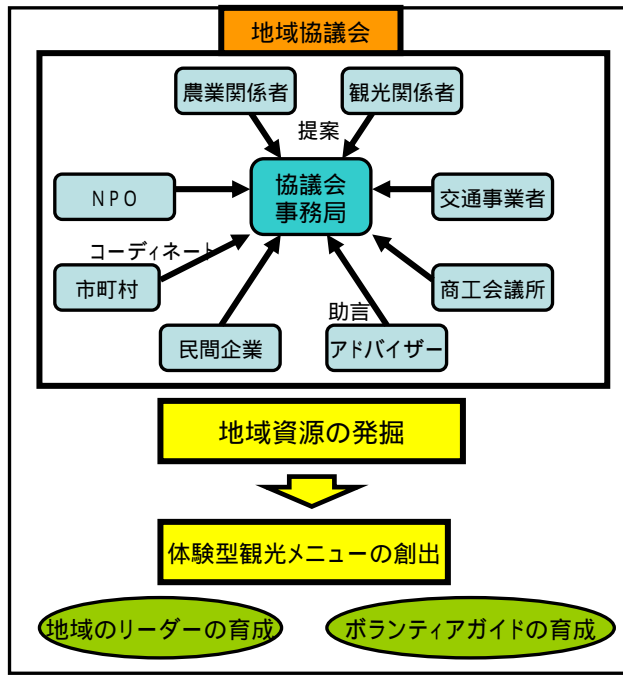 地域協議会
農業関係者
観光関係者
提案
協議会
事務局
NPO
交通事業者
コーディネート
市町村
商工会議所
助言
民間企業
アドバイザー
地域資源の発掘
体験型観光メニューの創出
地域のリーダーの育成
ボランティアガイドの育成